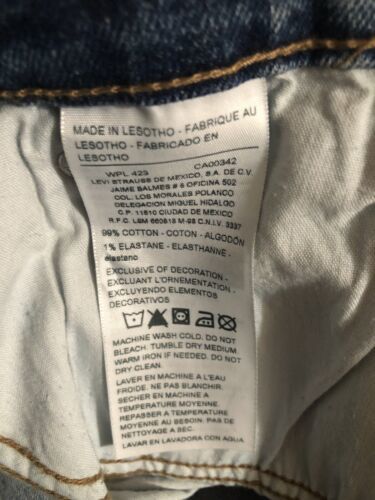 MADE IN LESOTHO - FABRIQUE AU
LESOTHO - FABRICADO EN
LESOTHO
WPL 423 CA00342
LEVI STRAUSS DE MEXICO, S.A. DE C.V.
JAIME BALMES # 8 OFICINA 502
COL. LOS MORALES POLANCO
DELEGACION MIGUEL HIDALGO
C.P. 11510 CIUDAD DE MEXICO
R.F.C. LSM 660818 M-98 C.N.I.V. 3337
99% COTTON - COTON - ALGODÓN
1% ELASTANE - ELASTHANNE -
elastano
EXCLUSIVE OF DECORATION -
EXCLUANT L'ORNEMENTATION -
EXCLUYENDO ELEMENTOS
DECORATIVOS
MACHINE WASH COLD. DO NOT
BLEACH. TUMBLE DRY MEDIUM
WARM IRON IF NEEDED. DO NOT
DRY CLEAN.
LAVER EN MACHINE A L'EAU
FROIDE. NE PAS BLANCHIR.
SECHER EN MACHINE A
TEMPERATURE MOYENNE.
REPASSER A TEMPERATURE
MOYENNE AU BESOIN. PAS DE
NETTOYAGE A SEC.
LAVAR EN LAVADORA CON AGUA